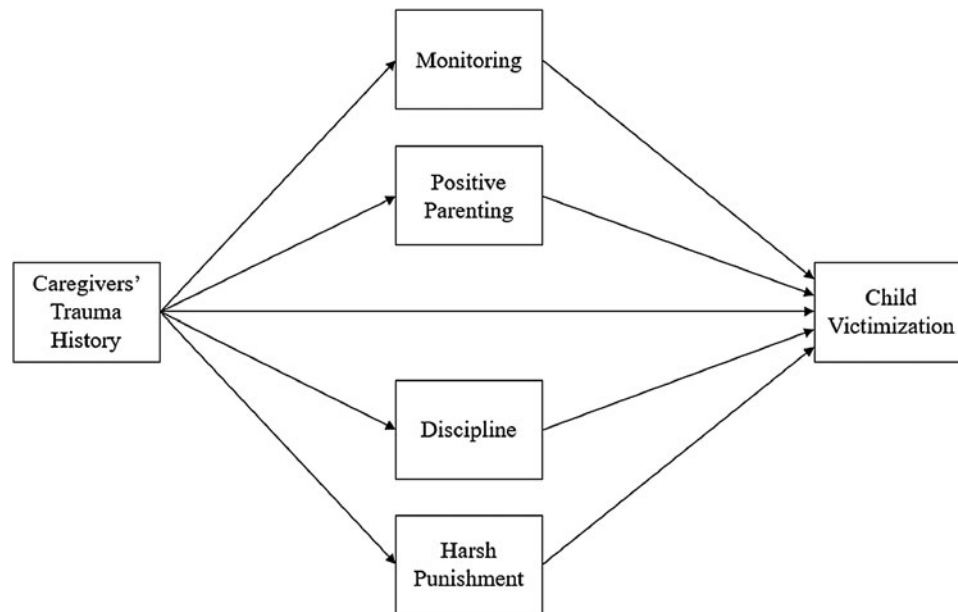 Monitoring
Positive
Parenting
Caregivers’
Trauma
History
Child
Victimization
Discipline
Harsh
Punishment